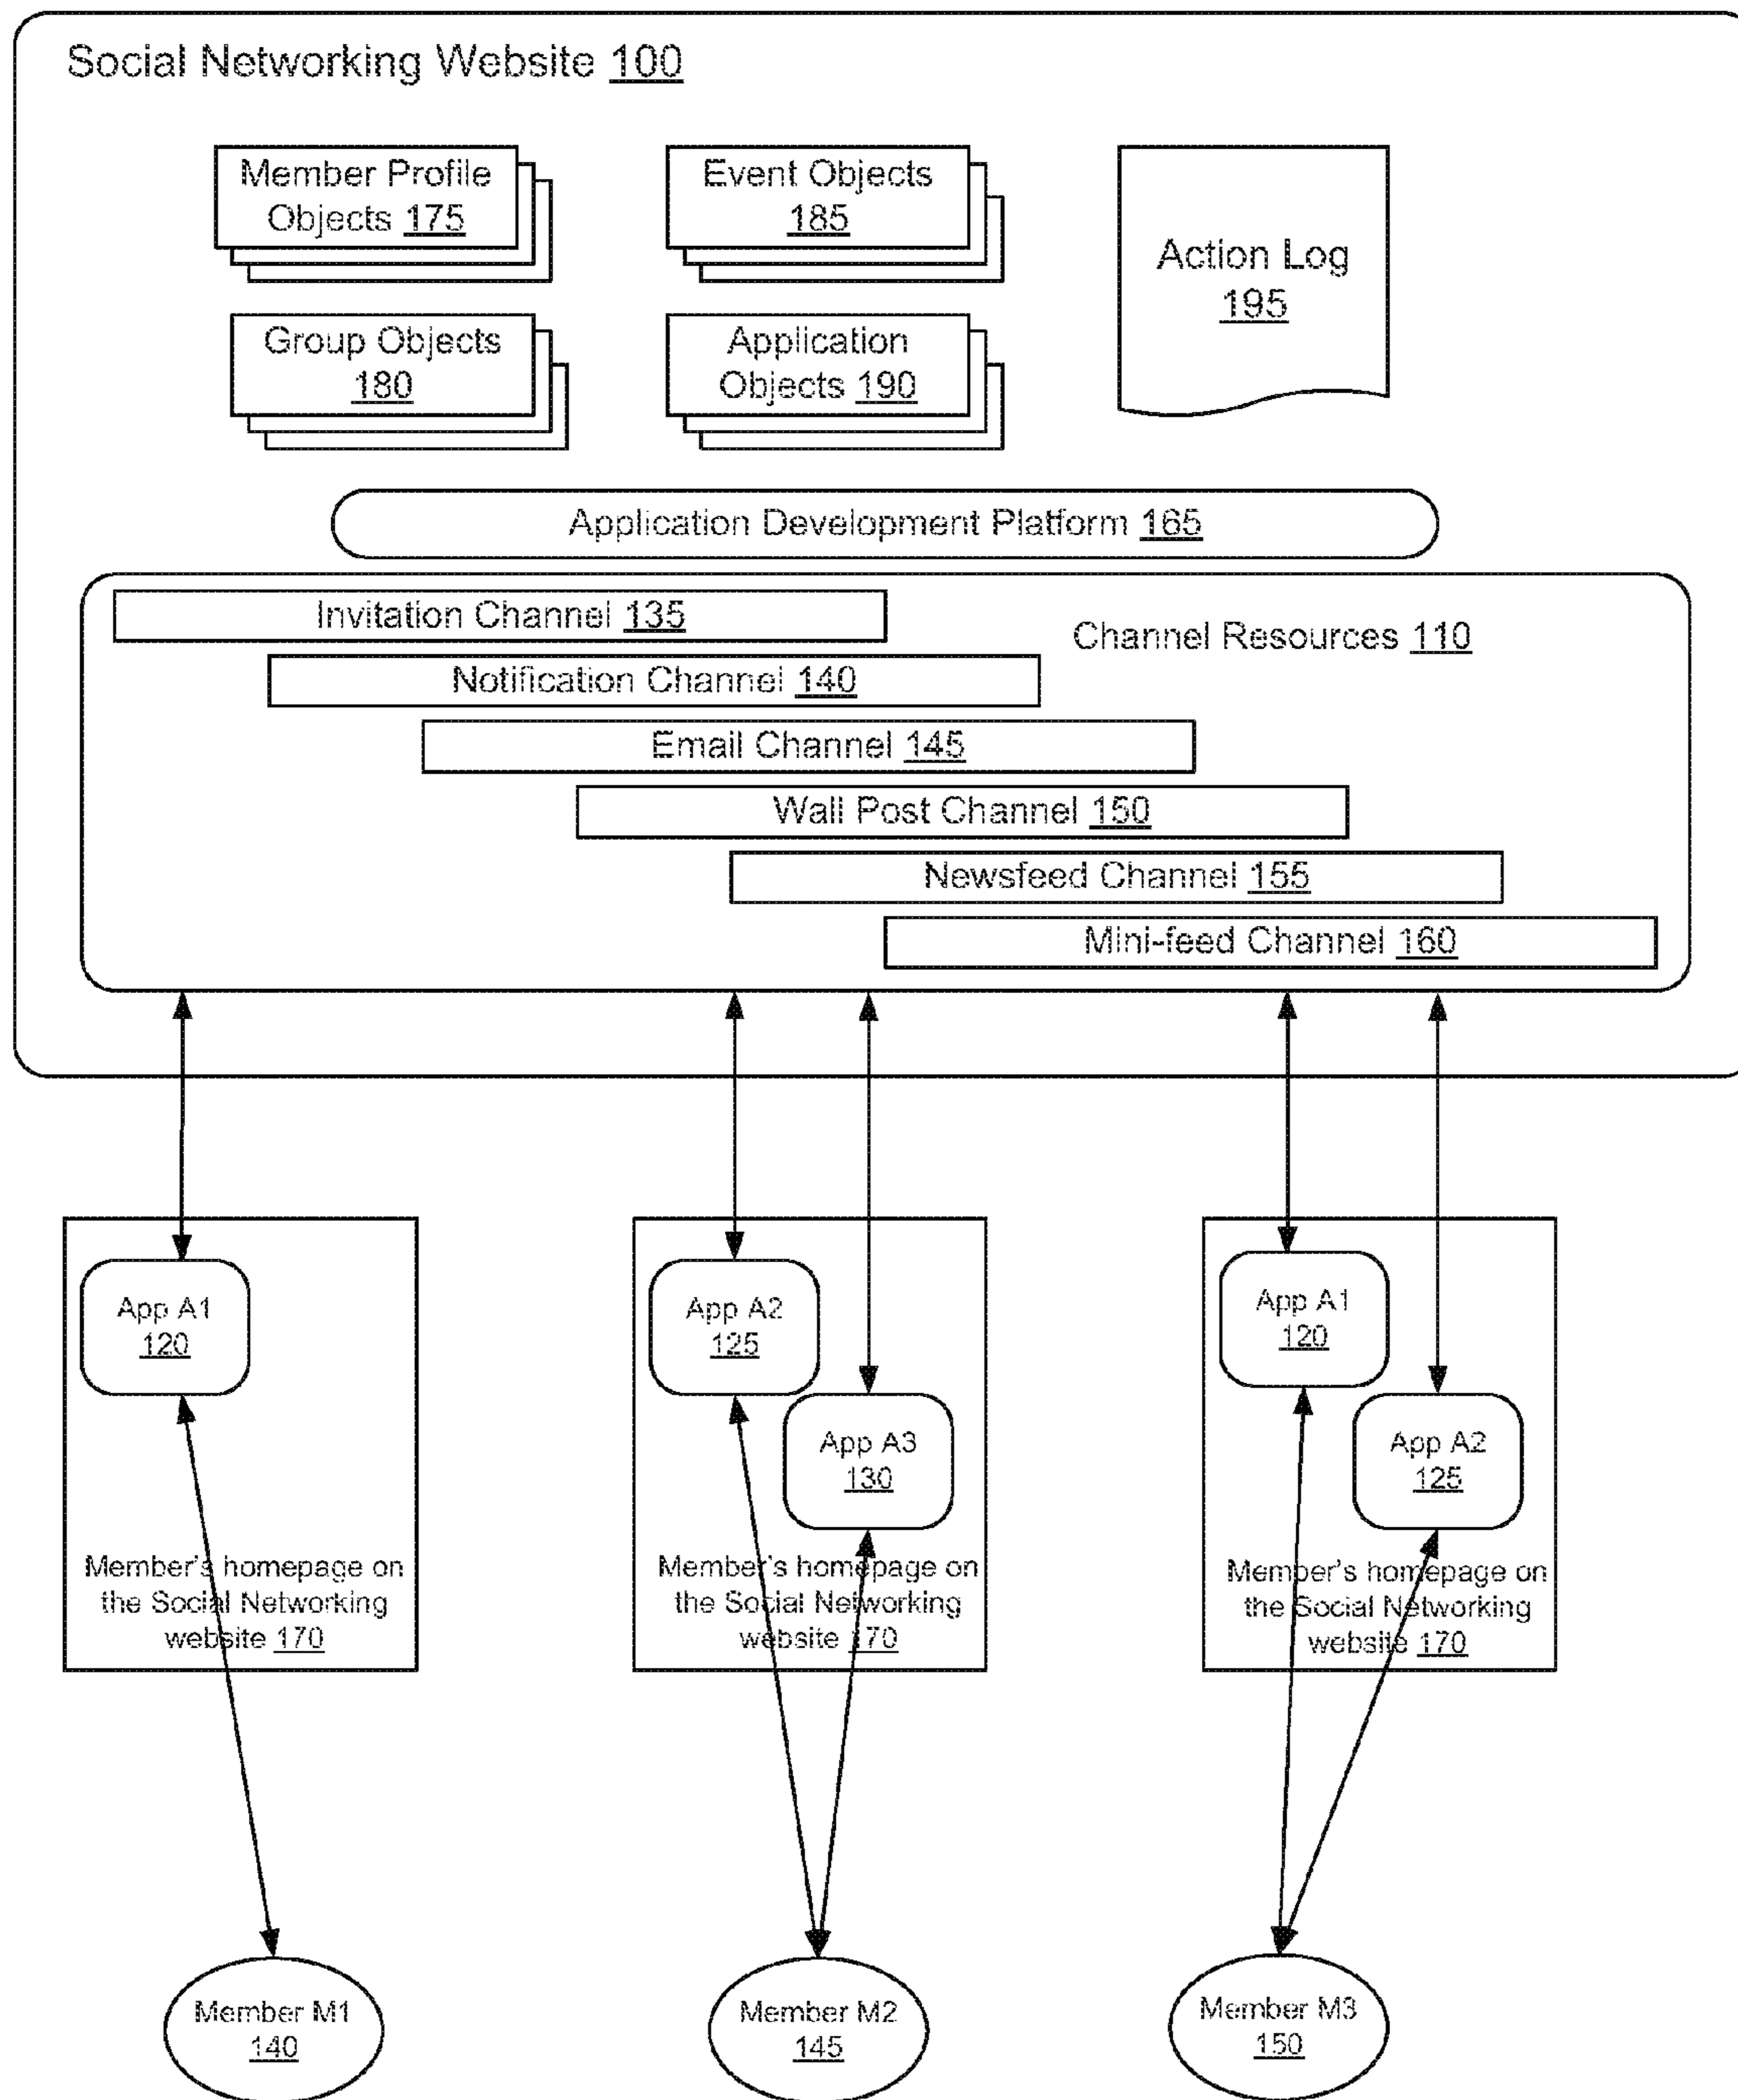 Social Networking Website 100
Member Profile
Objects 175
Event Objects
185
Action Log
195
Group Objects
180
Application
Objects 190
Application Development Platform 165
Invitation Channel 135
Channel Resources 110
Notification Channel 140
Email Channel 145
Wall Post Channel 150
Newsfeed Channel 155
Mini-feed Channel 160
App A1
120
Member's homepage on
the Social Networking
website 170
App A2
125
App A3
130
Member's homepage on
the Social Networking
website 170
App A1
120
App A2
125
Member's homepage on
the Social Networking
website 170
Member M1
140
Member M2
145
Member M3
150